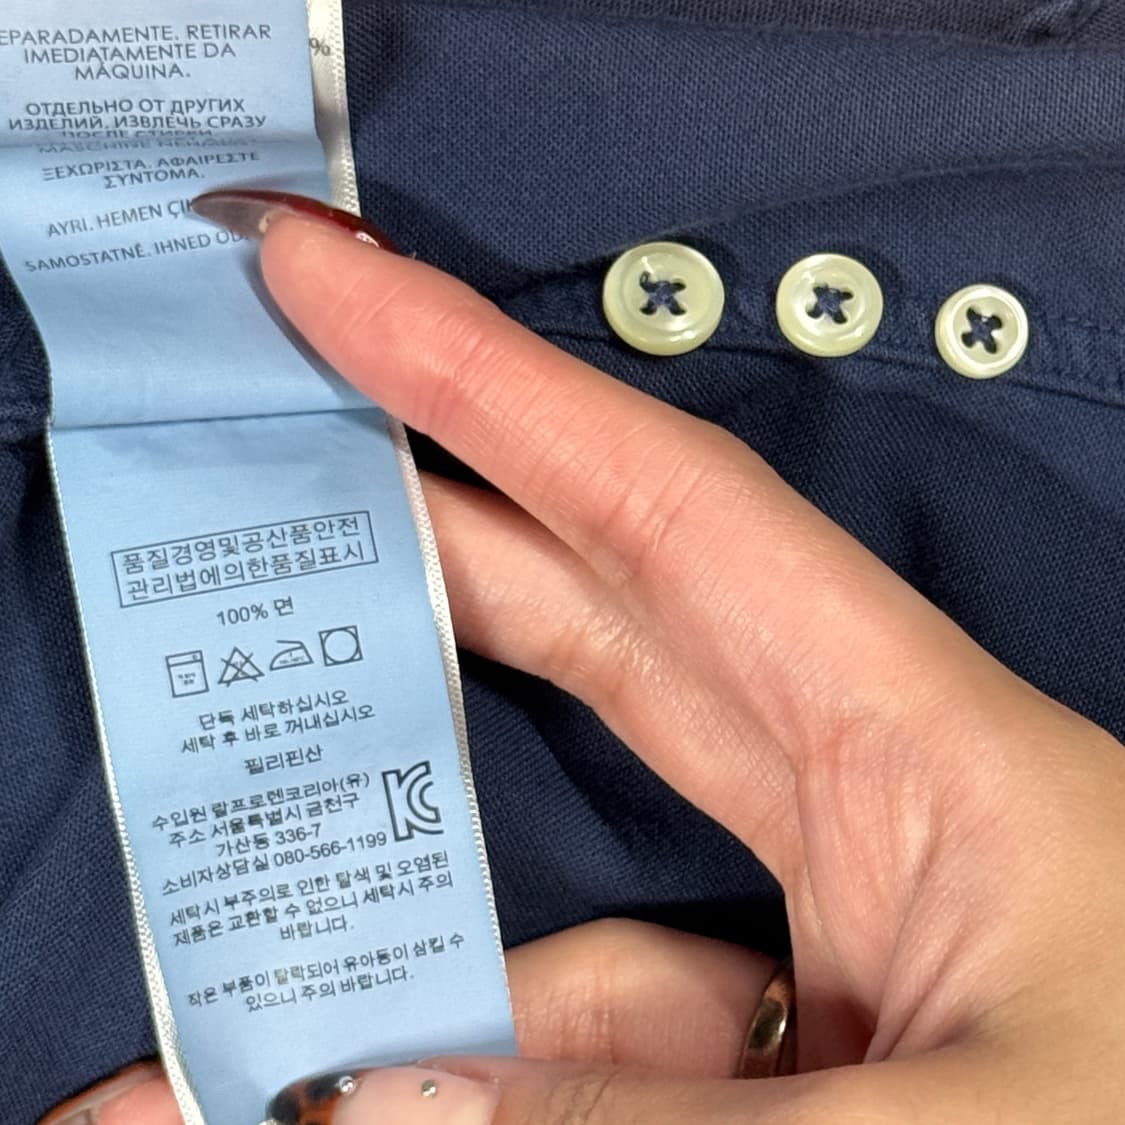 EPARADAMENTE. RETIRAR
IMEDIATAMENTE DA
MÁQUINA.
%
ОТДЕЛЬНО ОТ ДРУГИХ
ИЗДЕЛИЙ. ИЗВЛЕЧЬ СРАЗУ
ПОСЛЕ СТИРКИ.
ΞΕΧΩΡΙΣΤΑ. ΑΦΑΙΡΕΣΤΕ
ΣΥΝΤΟΜΑ.
AYRI. HEMEN ÇIK
SAMOSTATNĚ. IHNED OD
품질경영및공산품안전
관리법에의한품질표시
100% 면
단독 세탁하십시오
세탁 후 바로 꺼내십시오
필리핀산
수입원 랄프로렌코리아(유)
주소 서울특별시 금천구
가산동 336-7
소비자상담실 080-566-1199
세탁시 부주의로 인한 탈색 및 오염된
제품은 교환할 수 없으니 세탁시 주의
바랍니다.
작은 부품이 탈락되어 유아동이 삼킬 수
있으니 주의 바랍니다.